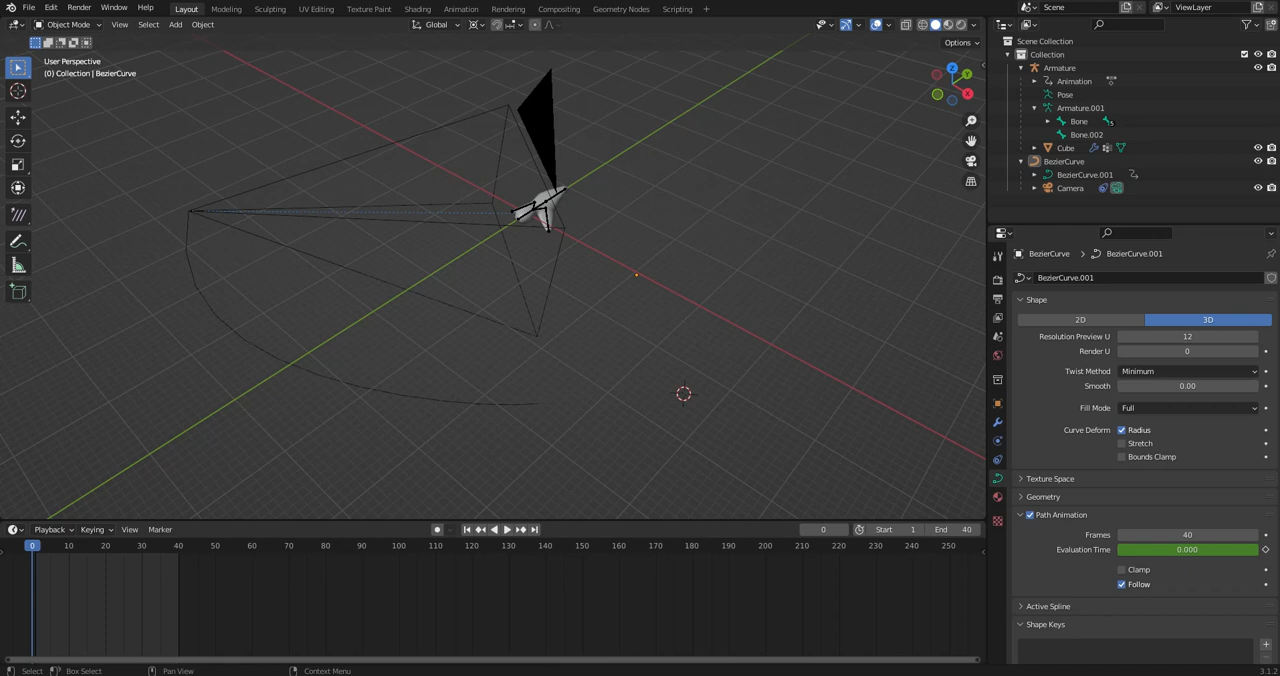 File Edit Render Window Help Layout Modeling Sculpting UV Editing Texture Paint Shading Animation Rendering Compositing Geometry Nodes Scripting + Scene ViewLayer
Object Mode View Select Add Object Global
Options
User Perspective
(0) Collection | BezierCurve
Z
Y
X
Scene Collection
Collection
Armature
Animation
Pose
Armature.001
Bone 5
Bone.002
Cube
BezierCurve
BezierCurve.001
Camera
BezierCurve > BezierCurve.001
BezierCurve.001
Shape
2D 3D
Resolution Preview U 12
Render U 0
Twist Method Minimum
Smooth 0.00
Fill Mode Full
Curve Deform Radius
Stretch
Bounds Clamp
Texture Space
Geometry
Path Animation
Frames 40
Evaluation Time 0.000
Clamp
Follow
Active Spline
Shape Keys
Playback Keying View Marker 0 Start 1 End 40
0 10 20 30 40 50 60 70 80 90 100 110 120 130 140 150 160 170 180 190 200 210 220 230 240 250
Select Box Select Pan View Context Menu 3.1.2